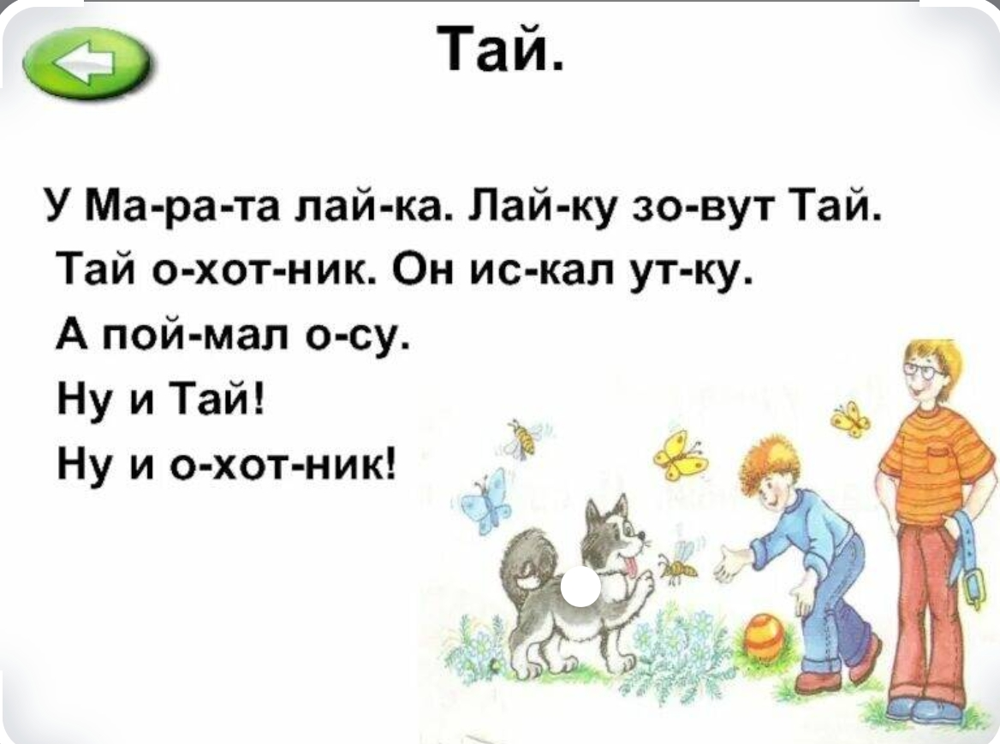 Тай.
У Ма-ра-та лай-ка. Лай-ку зо-вут Тай.
Тай о-хот-ник. Он ис-кал ут-ку.
А пой-мал о-су.
Ну и Тай!
Ну и о-хот-ник!